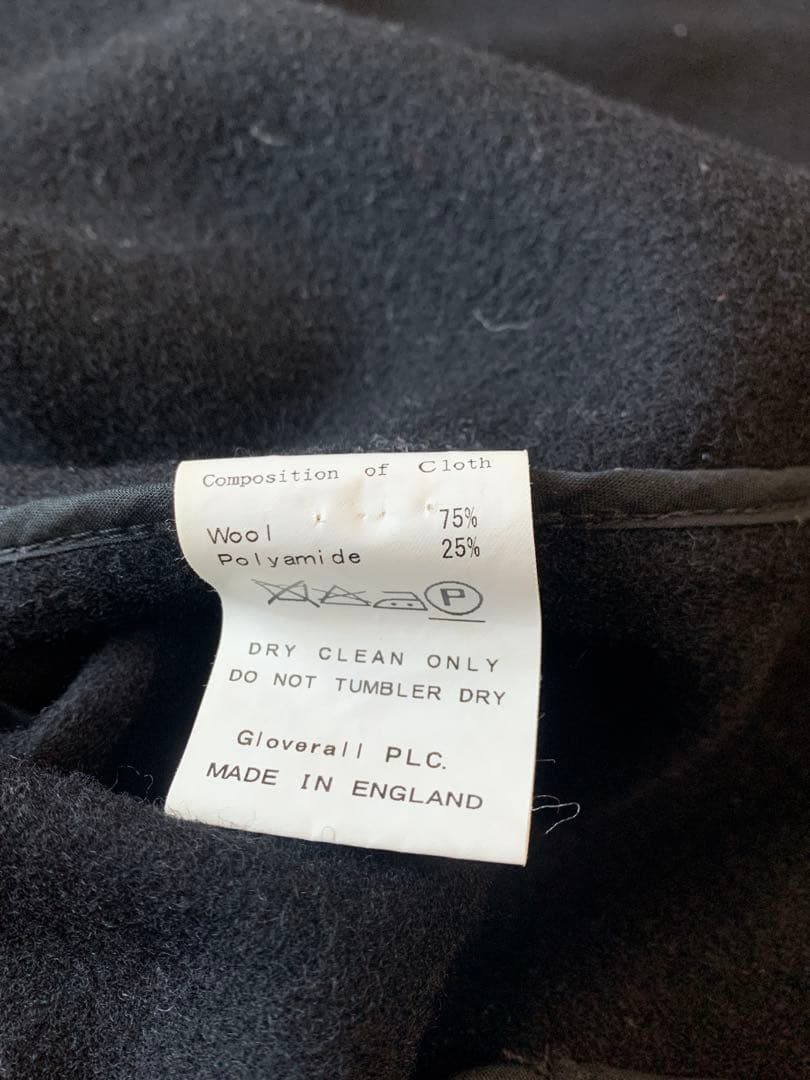 Composition of Cloth
Wool 75%
Polyamide 25%
P
DRY CLEAN ONLY
DO NOT TUMBLER DRY
Gloverall PLC.
MADE IN ENGLAND